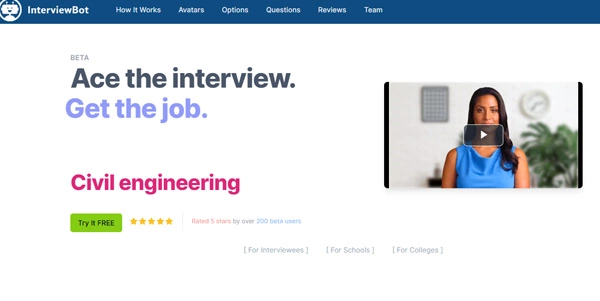 InterviewBot How It Works Avatars Options Questions Reviews Team
BETA
Ace the interview.
Get the job.
Civil engineering
Try It FREE Rated 5 stars by over 200 beta users
[ For Interviewees ] [ For Schools ] [ For Colleges ]